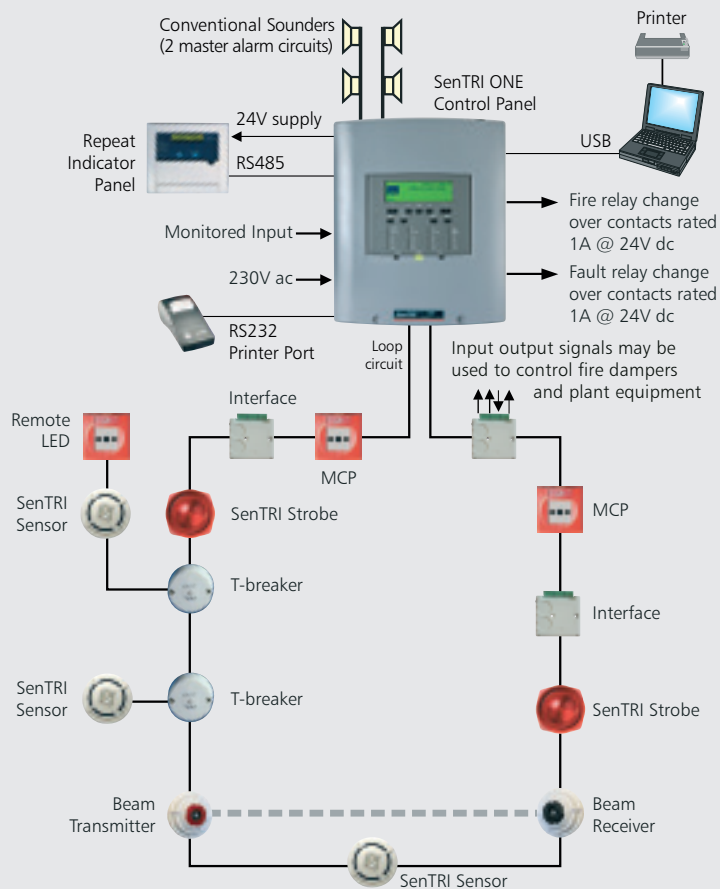 Conventional Sounders
(2 master alarm circuits)
Printer
SenTRI ONE
Control Panel
24V supply
Repeat
Indicator
Panel
RS485
USB
Fire relay change
over contacts rated
1A @ 24V dc
Monitored Input
230V ac
Fault relay change
over contacts rated
1A @ 24V dc
RS232
Printer Port
Loop
circuit
Input output signals may be
used to control fire dampers
and plant equipment
Interface
Remote
LED
MCP
SenTRI
Sensor
SenTRI Strobe
MCP
T-breaker
Interface
SenTRI
Sensor
T-breaker
SenTRI Strobe
Beam
Transmitter
Beam
Receiver
SenTRI Sensor